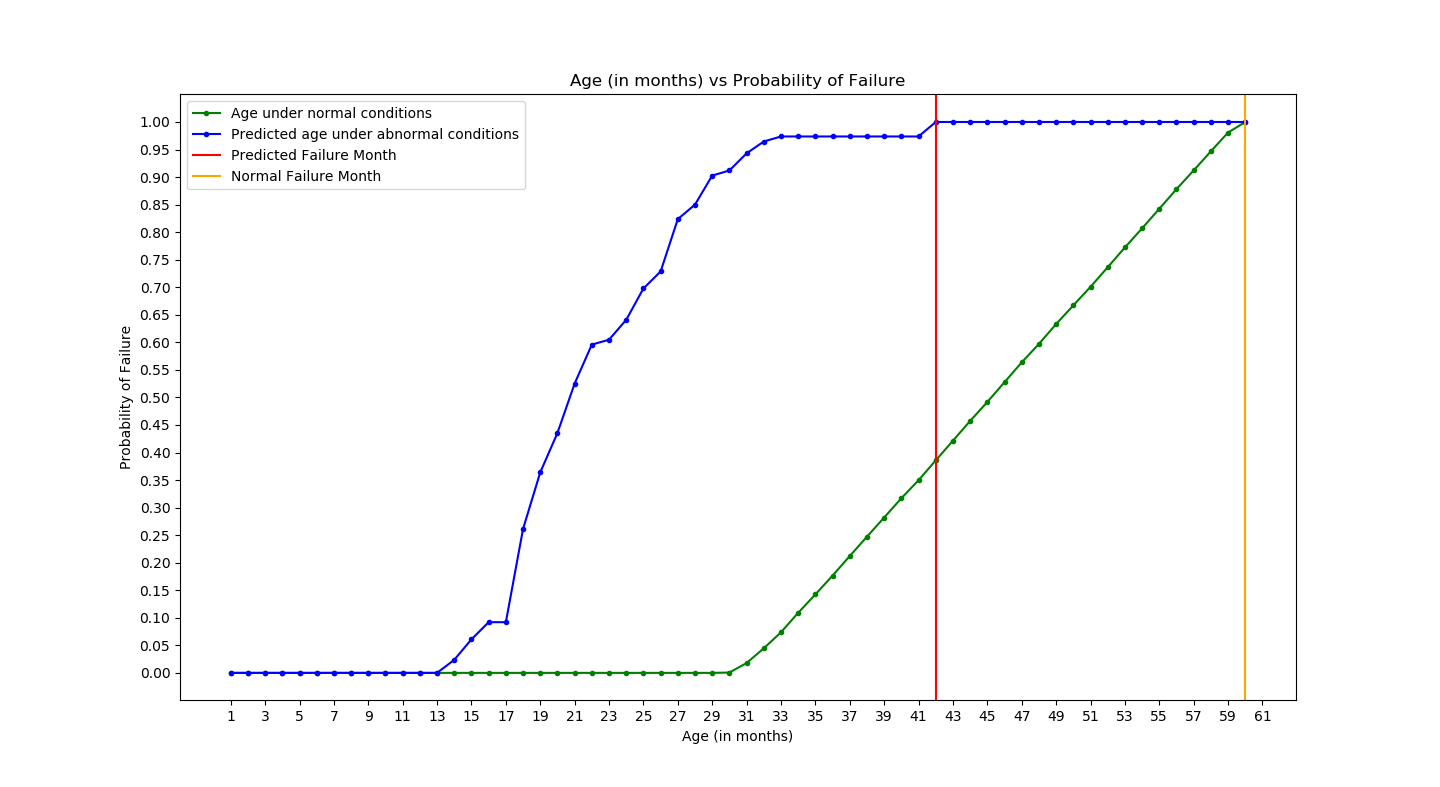 Age (in months) vs Probability of Failure
Age under normal conditions
Predicted age under abnormal conditions
Predicted Failure Month
Normal Failure Month
1.00
0.95
0.90
0.85
0.80
0.75
0.70
0.65
0.60
0.55
0.50
0.45
0.40
0.35
0.30
0.25
0.20
0.15
0.10
0.05
0.00
Probability of Failure
1 3 5 7 9 11 13 15 17 19 21 23 25 27 29 31 33 35 37 39 41 43 45 47 49 51 53 55 57 59 61
Age (in months)